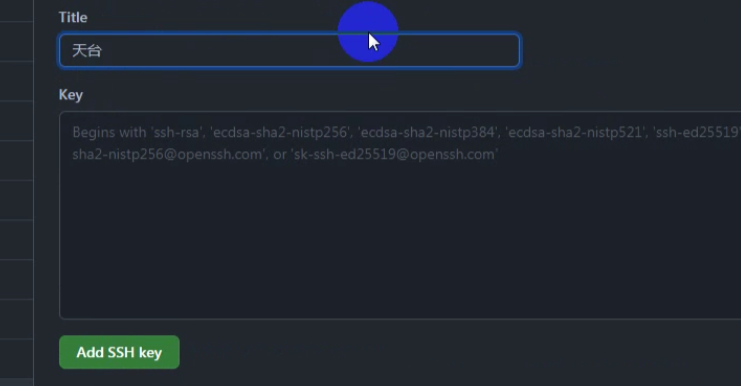 Title
天台
Key
Begins with 'ssh-rsa', 'ecdsa-sha2-nistp256', 'ecdsa-sha2-nistp384', 'ecdsa-sha2-nistp521', 'ssh-ed25519'
sha2-nistp256@openssh.com', or 'sk-ssh-ed25519@openssh.com'
Add SSH key